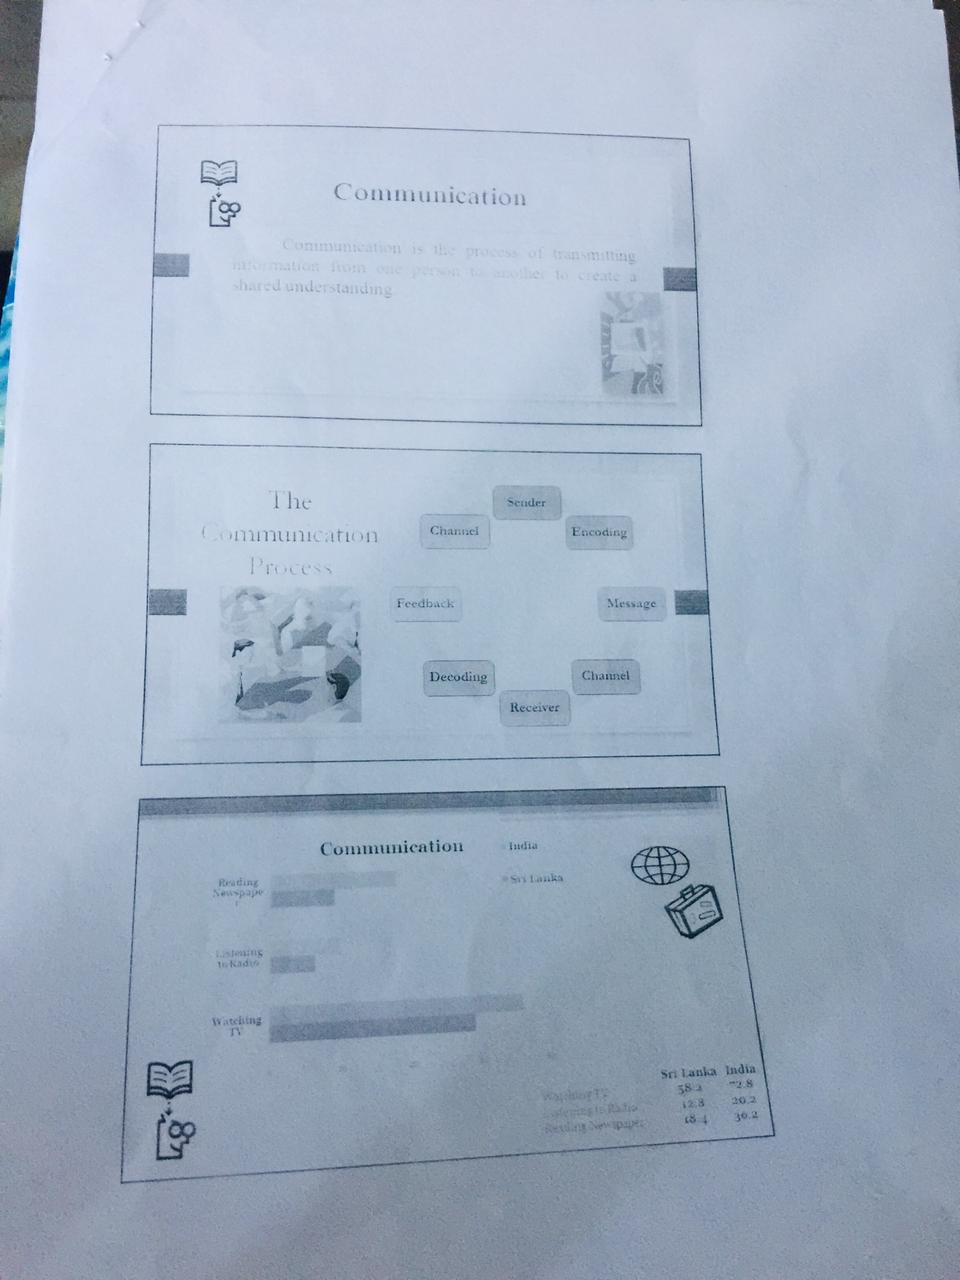 Communication
Communication is the process of transmitting
information from one person to another to create a
shared understanding
The
Communication
Process
Sender
Encoding
Message
Channel
Receiver
Decoding
Feedback
Channel
Communication
India
Sri Lanka
Reading
Newspape
r
Listening
to Radio
Watching
TV
Sri Lanka India
Watching TV 58.2 72.8
Listening to Radio 12.8 20.2
Reading Newspaper 18.4 36.2